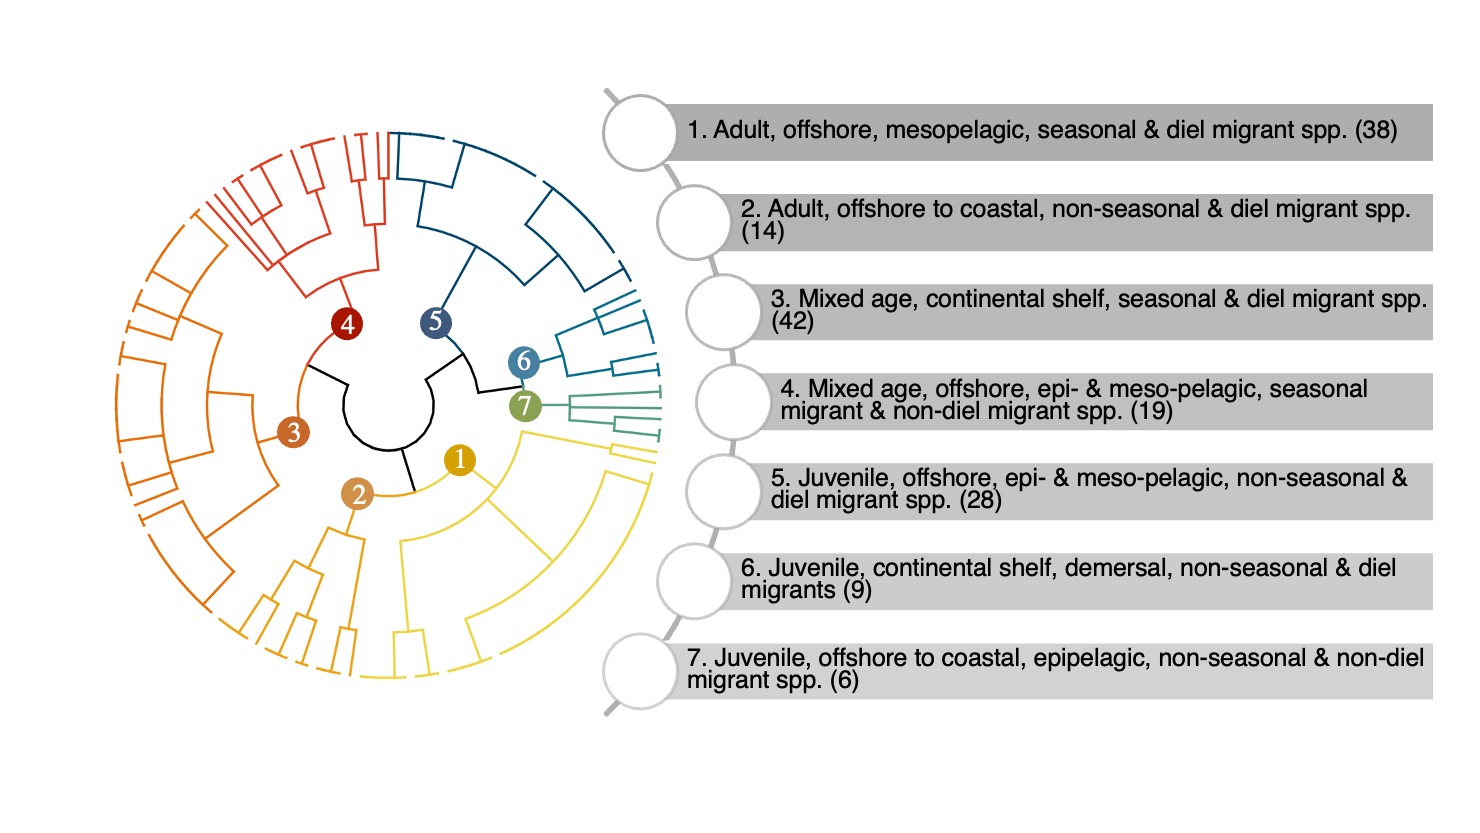 4
5
6
7
3
1
2
1. Adult, offshore, mesopelagic, seasonal & diel migrant spp. (38)
2. Adult, offshore to coastal, non-seasonal & diel migrant spp.
(14)
3. Mixed age, continental shelf, seasonal & diel migrant spp.
(42)
4. Mixed age, offshore, epi- & meso-pelagic, seasonal
migrant & non-diel migrant spp. (19)
5. Juvenile, offshore, epi- & meso-pelagic, non-seasonal &
diel migrant spp. (28)
6. Juvenile, continental shelf, demersal, non-seasonal & diel
migrants (9)
7. Juvenile, offshore to coastal, epipelagic, non-seasonal & non-diel
migrant spp. (6)